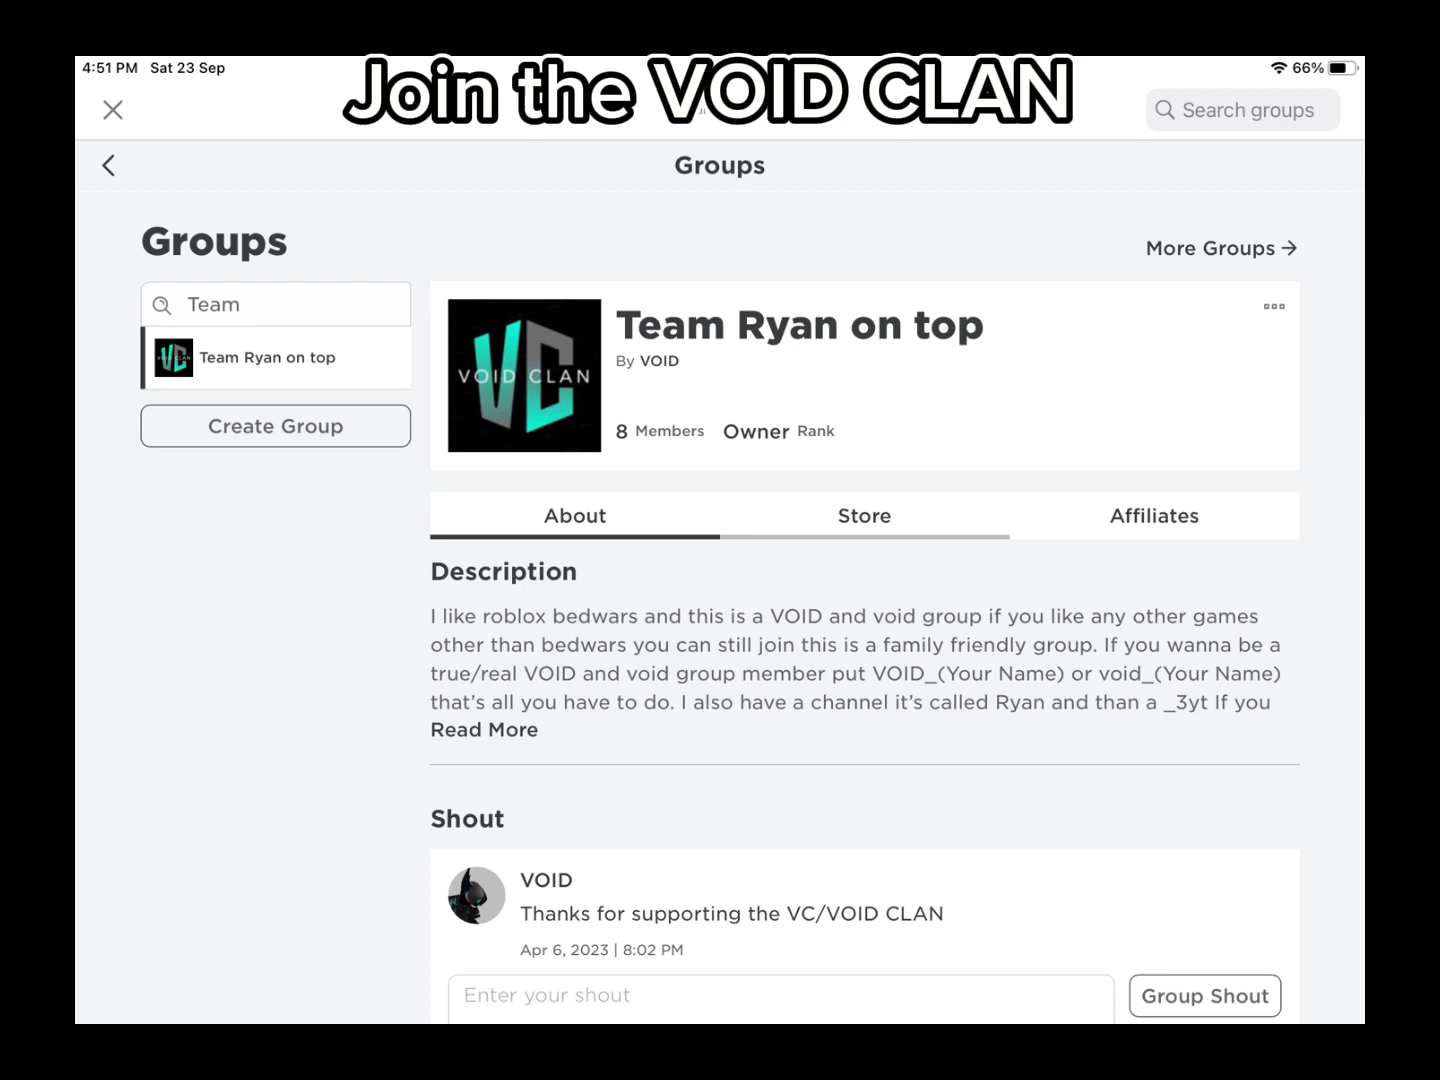 Join the VOID CLAN
4:51 PM Sat 23 Sep
66%
Search groups
Groups
Groups
More Groups →
Team
Team Ryan on top
Create Group
VOID CLAN
VC
Team Ryan on top
By VOID
8 Members Owner Rank
About Store Affiliates
Description
I like roblox bedwars and this is a VOID and void group if you like any other games
other than bedwars you can still join this is a family friendly group. If you wanna be a
true/real VOID and void group member put VOID_(Your Name) or void_(Your Name)
that's all you have to do. I also have a channel it's called Ryan and than a _3yt If you
Read More
Shout
VOID
Thanks for supporting the VC/VOID CLAN
Apr 6, 2023 | 8:02 PM
Enter your shout
Group Shout